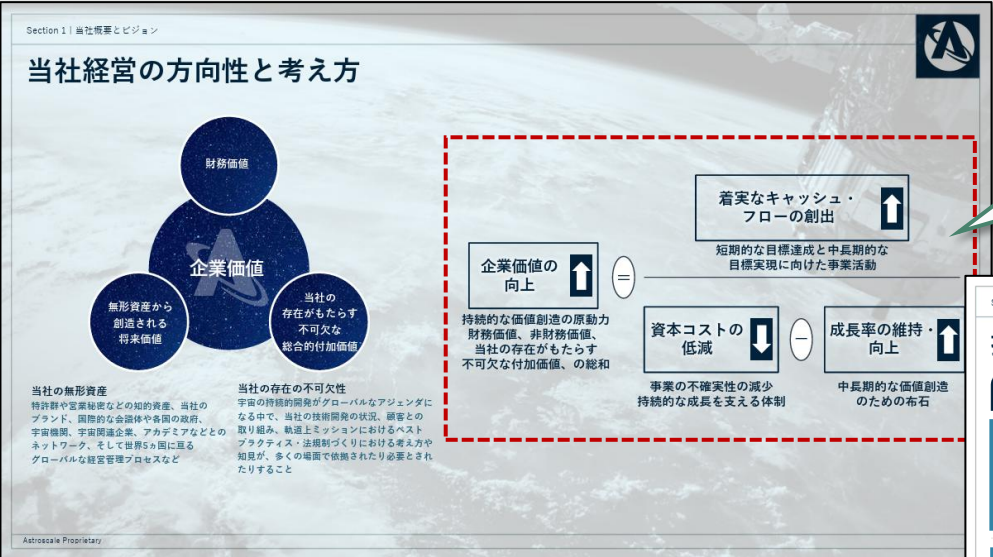 Section 1 | 当社概要とビジョン
当社経営の方向性と考え方
財務価値
企業価値
無形資産から
創造される
将来価値
当社の
存在がもたらす
不可欠な
総合的付加価値
当社の無形資産
特許群や営業秘密などの知的資産、当社の
ブランド、国際的な会議体や各国の政府、
宇宙機関、宇宙関連企業、アカデミアなどとの
ネットワーク、そして世界5ヵ国に亘る
グローバルな経営管理プロセスなど
当社の存在の不可欠性
宇宙の持続的開発がグローバルなアジェンダに
なる中で、当社の技術開発の状況、顧客との
取り組み、軌道上ミッションにおけるベスト
プラクティス・法規制づくりにおける考え方や
知見が、多くの場面で依拠されたり必要とされ
たりすること
企業価値の
向上
持続的な価値創造の原動力
財務価値、非財務価値、
当社の存在がもたらす
不可欠な付加価値、の総和
=
着実なキャッシュ・
フローの創出
短期的な目標達成と中長期的な
目標実現に向けた事業活動
資本コストの
低減
事業の不確実性の減少
持続的な成長を支える体制
−
成長率の維持・
向上
中長期的な価値創造
のための布石
Astroscale Proprietary